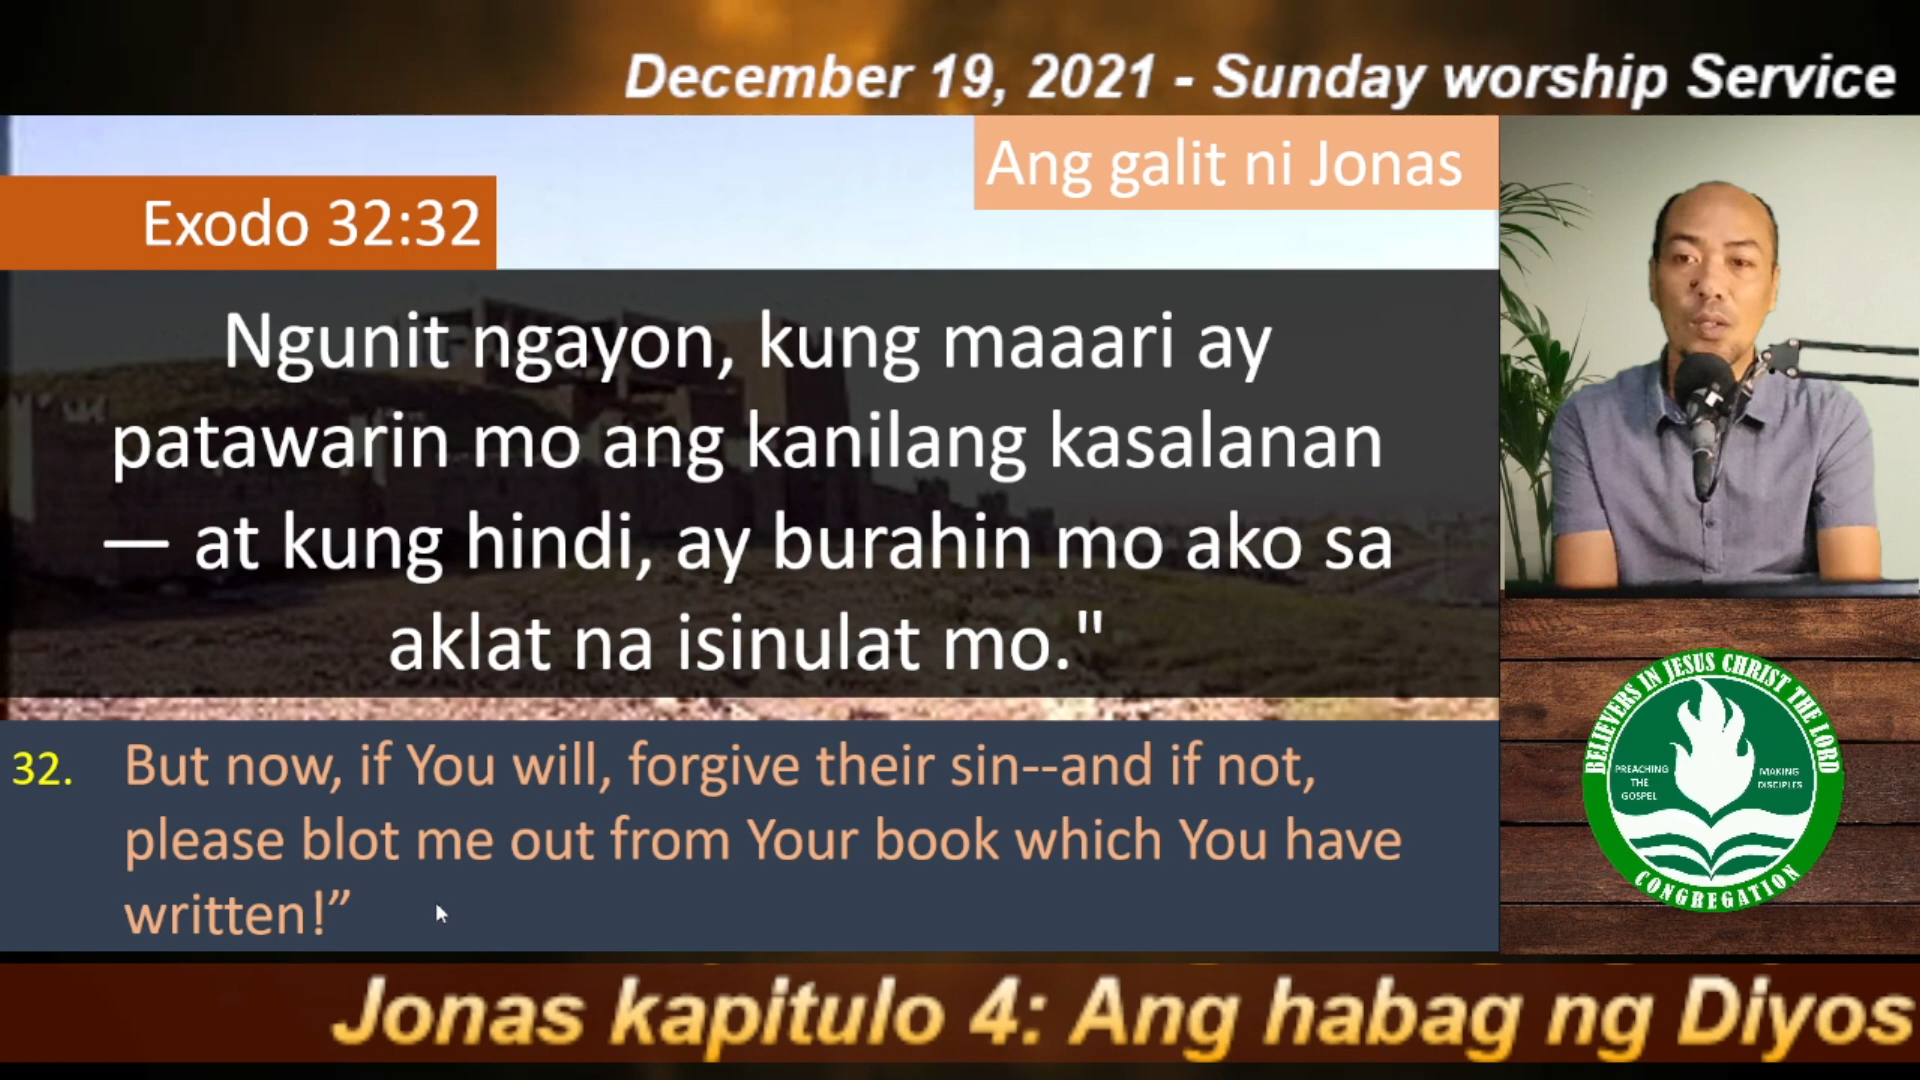 December 19, 2021 - Sunday worship Service
Ang galit ni Jonas
Exodo 32:32
Ngunit ngayon, kung maaari ay
patawarin mo ang kanilang kasalanan
— at kung hindi, ay burahin mo ako sa
aklat na isinulat mo."
32. But now, if You will, forgive their sin--and if not,
please blot me out from Your book which You have
written!”
BELIEVERS IN JESUS CHRIST THE LORD
PREACHING
THE
GOSPEL
MAKING
DISCIPLES
CONGREGATION
Jonas kapitulo 4: Ang habag ng Diyos